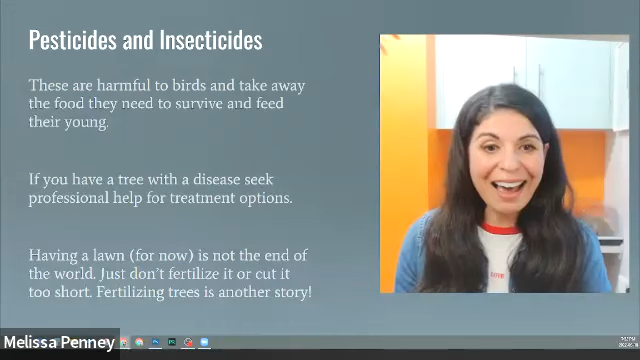 Pesticides and Insecticides
These are harmful to birds and take away
the food they need to survive and feed
their young.
If you have a tree with a disease seek
professional help for treatment options.
Having a lawn (for now) is not the end of
the world. Just don't fertilize it or cut it
too short. Fertilizing trees is another story!
Melissa Penney